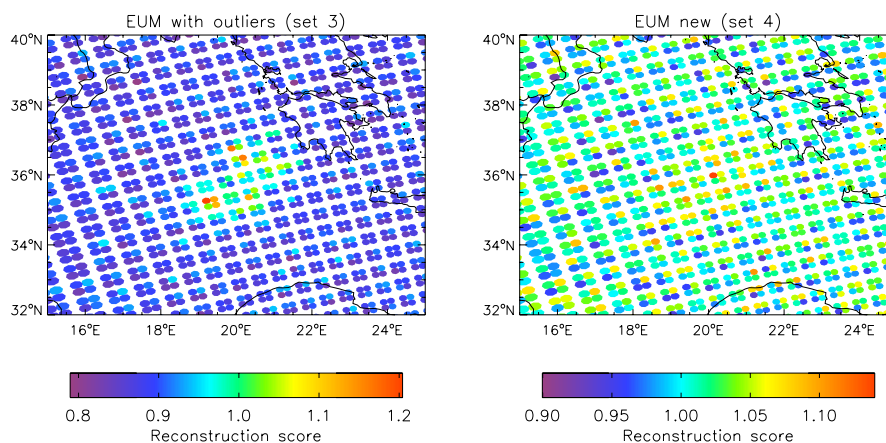 EUM with outliers (set 3)
40°N
38°N
36°N
34°N
32°N
16°E 18°E 20°E 22°E 24°E
0.8 0.9 1.0 1.1 1.2
Reconstruction score
EUM new (set 4)
40°N
38°N
36°N
34°N
32°N
16°E 18°E 20°E 22°E 24°E
0.90 0.95 1.00 1.05 1.10
Reconstruction score